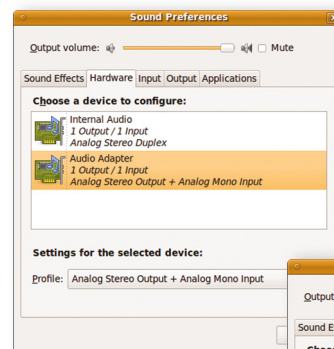 Sound Preferences
Output volume: Mute
Sound Effects Hardware Input Output Applications
Choose a device to configure:
Internal Audio
1 Output / 1 Input
Analog Stereo Duplex
Audio Adapter
1 Output / 1 Input
Analog Stereo Output + Analog Mono Input
Settings for the selected device:
Profile: Analog Stereo Output + Analog Mono Input
Output
Sound E